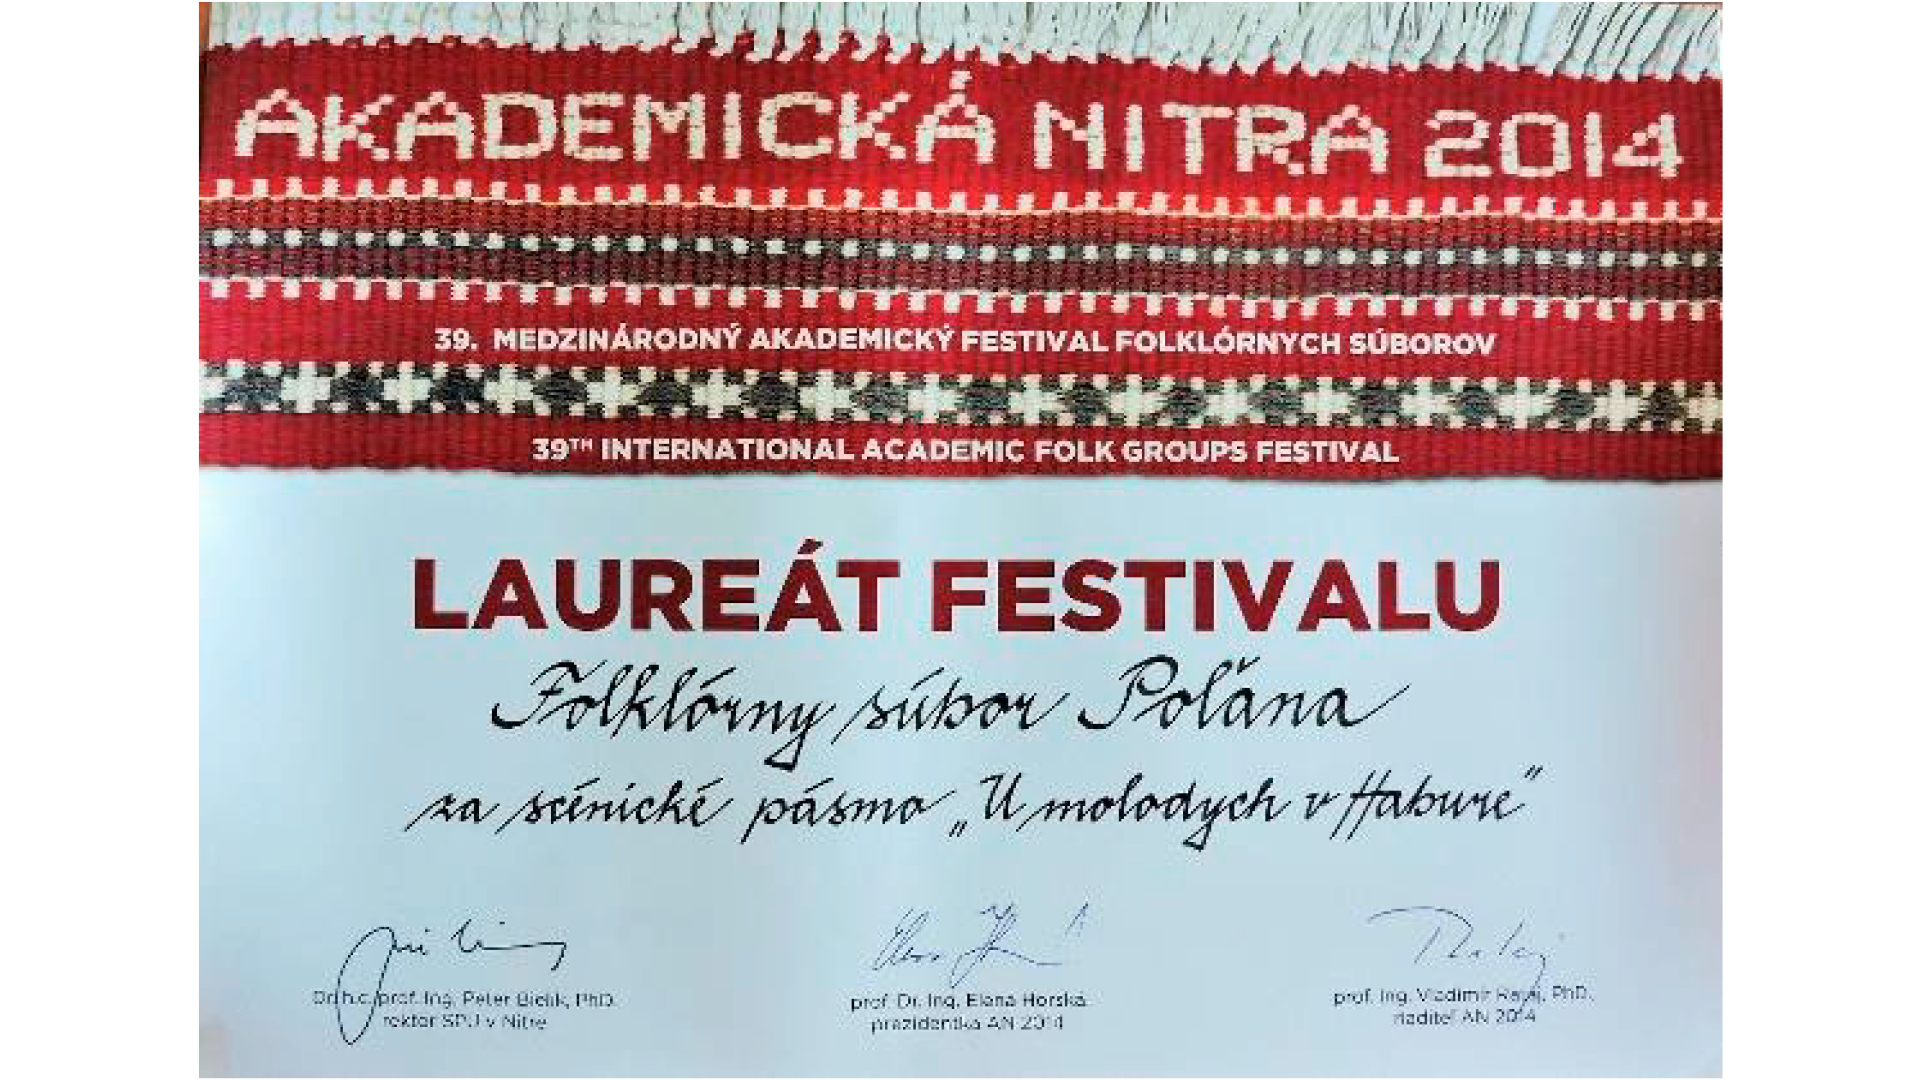 AKADEMICKÁ NITRA 2014
39. MEDZINÁRODNÝ AKADEMICKÝ FESTIVAL FOLKLÓRNYCH SÚBOROV
39TH INTERNATIONAL ACADEMIC FOLK GROUPS FESTIVAL
LAUREÁT FESTIVALU
Folklórny súbor Poľana
za scénické pásmo „U molodych v Habure"
Dr.h.c. prof. Ing. Peter Bielik, PhD.
rektor SPU v Nitre
prof. Dr. Ing. Elena Horská
prezidentka AN 2014
prof. Ing. Vladimír Rataj, PhD.
riaditeľ AN 2014